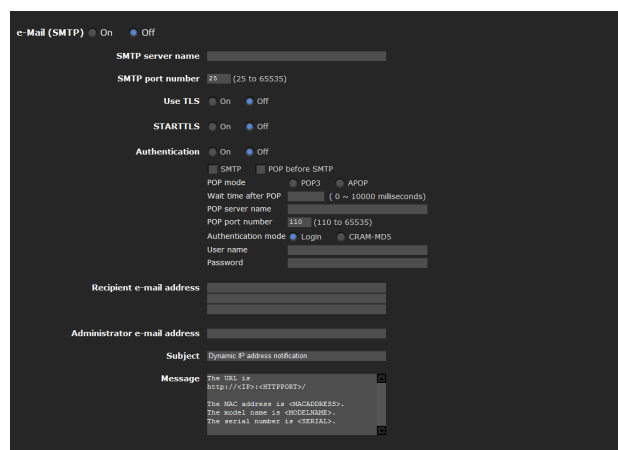 e-Mail (SMTP) On Off
SMTP server name
SMTP port number 25 (25 to 65535)
Use TLS On Off
STARTTLS On Off
Authentication On Off
SMTP POP before SMTP
POP mode POP3 APOP
Wait time after POP ( 0 ~ 10000 milliseconds)
POP server name
POP port number 110 (110 to 65535)
Authentication mode Login CRAM-MD5
User name
Password
Recipient e-mail address
Administrator e-mail address
Subject Dynamic IP address notification
Message The URL is
http://<IP>:<HTTPPORT>/
The MAC address is <MACADDRESS>.
The model name is <MODELNAME>.
The serial number is <SERIAL>.